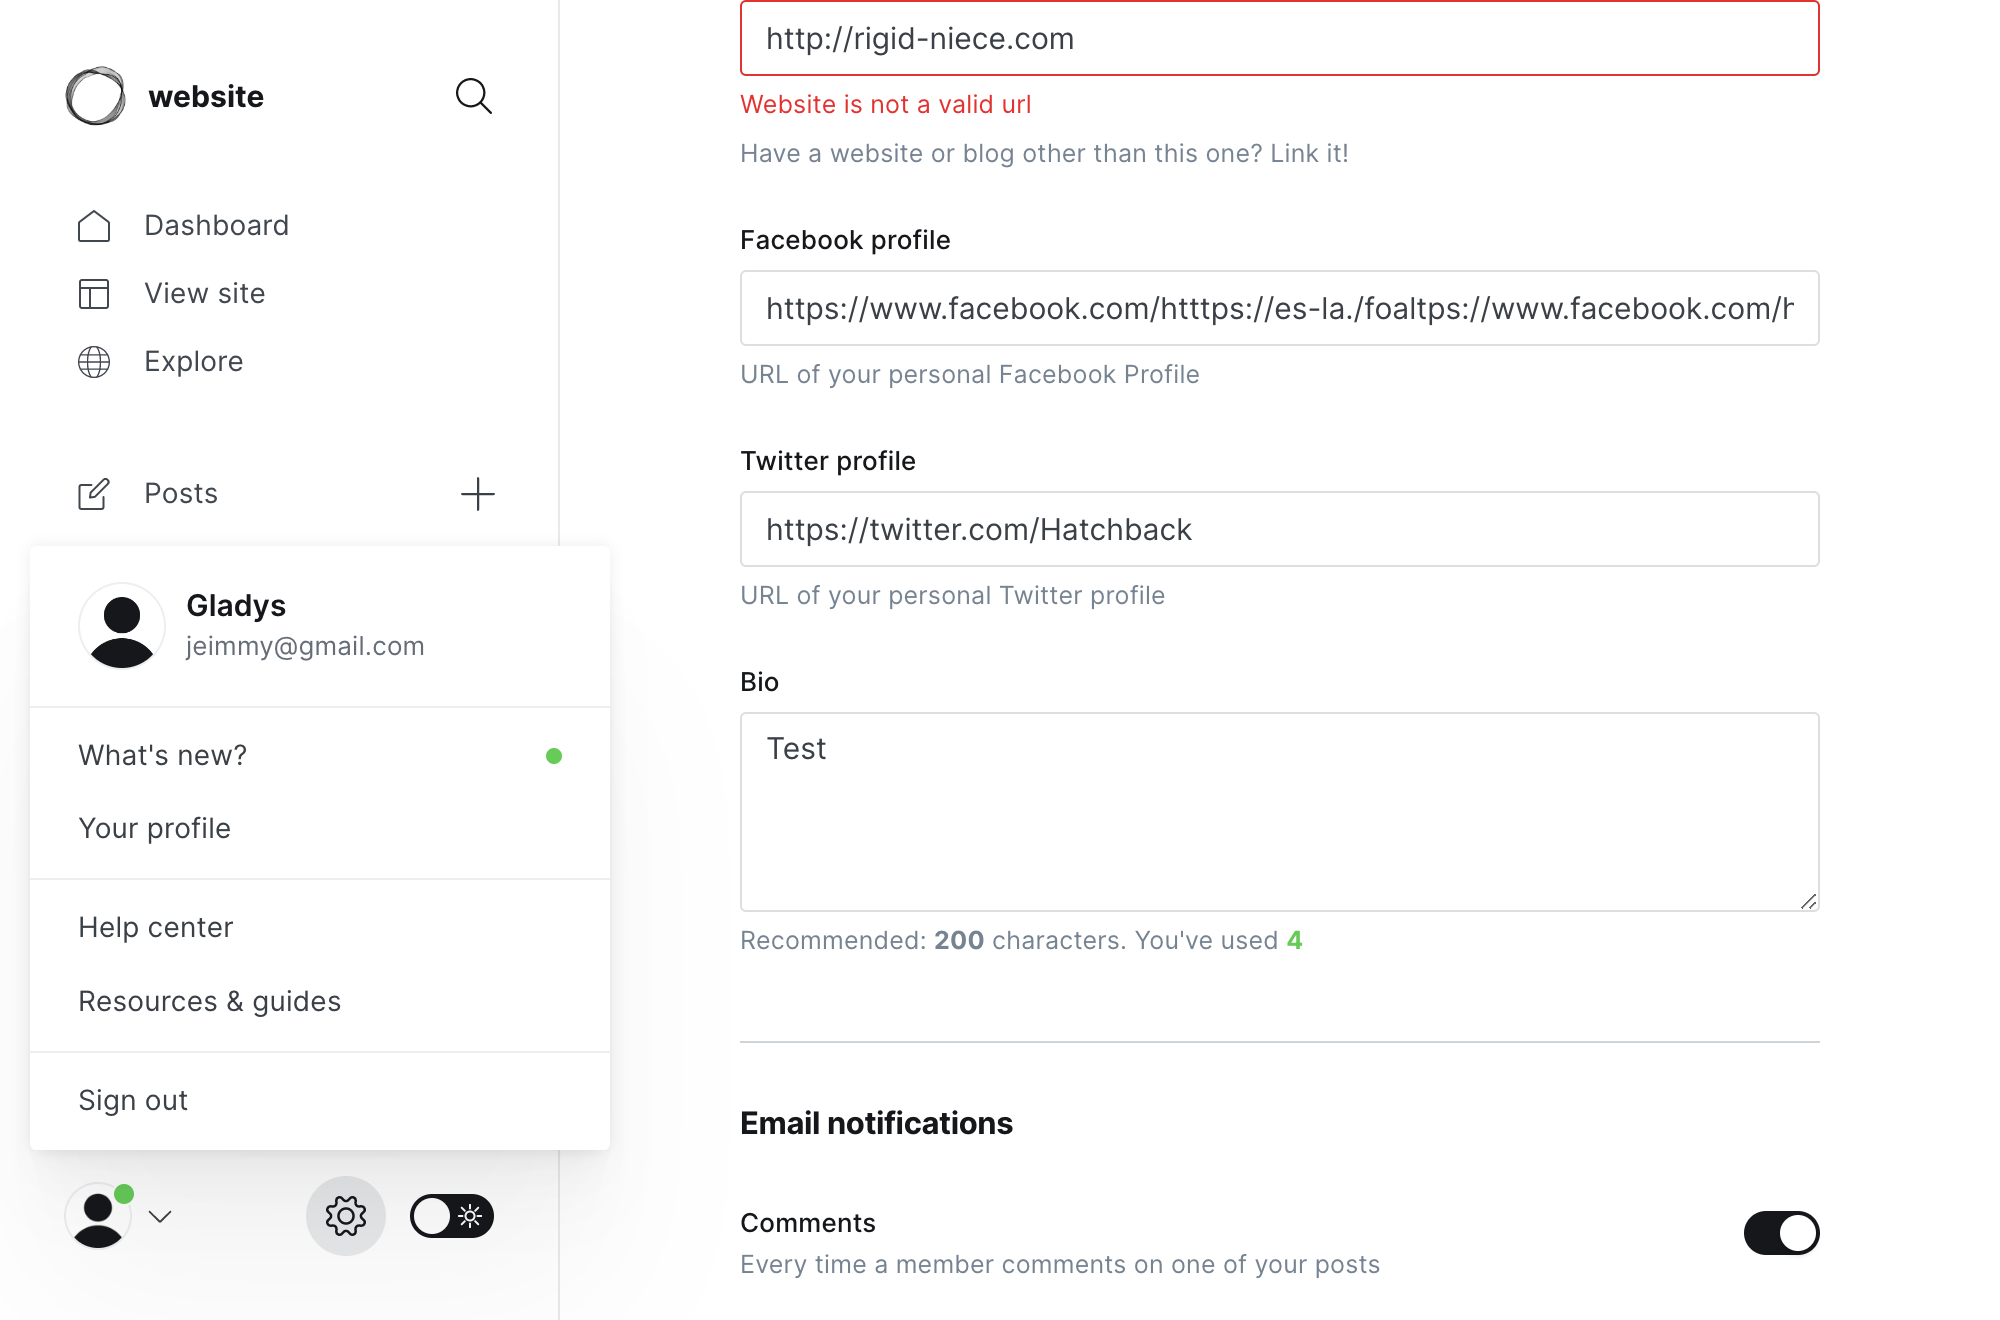 website
Dashboard
View site
Explore
Posts
Gladys
jeimmy@gmail.com
What's new?
Your profile
Help center
Resources & guides
Sign out
http://rigid-niece.com
Website is not a valid url
Have a website or blog other than this one? Link it!
Facebook profile
https://www.facebook.com/htttps://es-la./foaltps://www.facebook.com/h
URL of your personal Facebook Profile
Twitter profile
https://twitter.com/Hatchback
URL of your personal Twitter profile
Bio
Test
Recommended: 200 characters. You've used 4
Email notifications
Comments
Every time a member comments on one of your posts